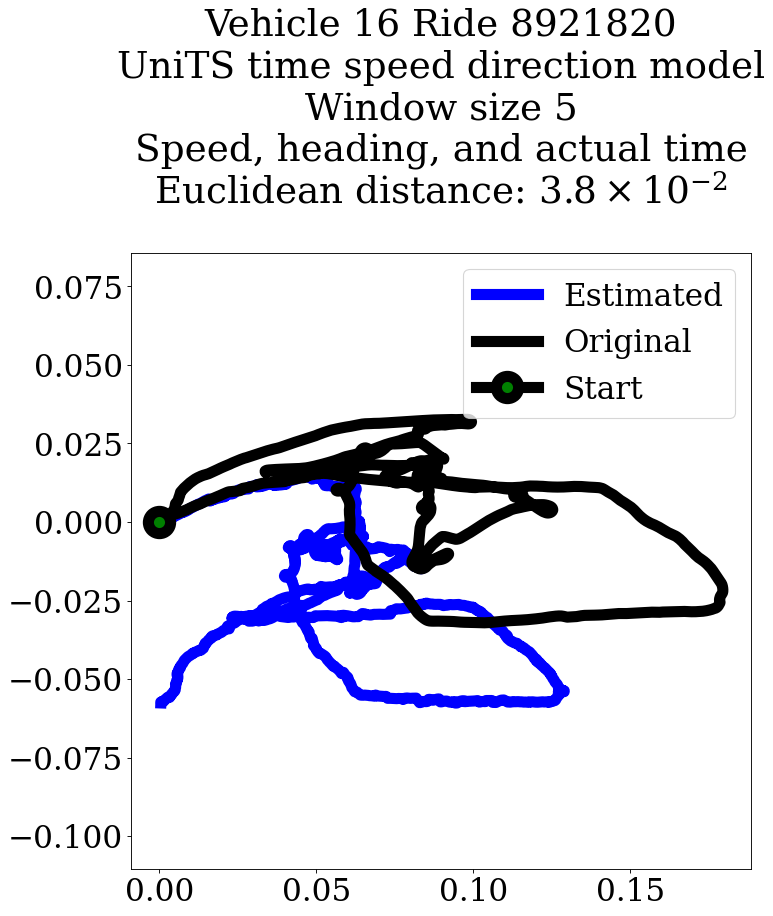 Vehicle 16 Ride 8921820
UniTS time speed direction model
Window size 5
Speed, heading, and actual time
Euclidean distance: 3.8 × 10⁻²
Estimated
Original
Start
0.075
0.050
0.025
0.000
−0.025
−0.050
−0.075
−0.100
0.00 0.05 0.10 0.15